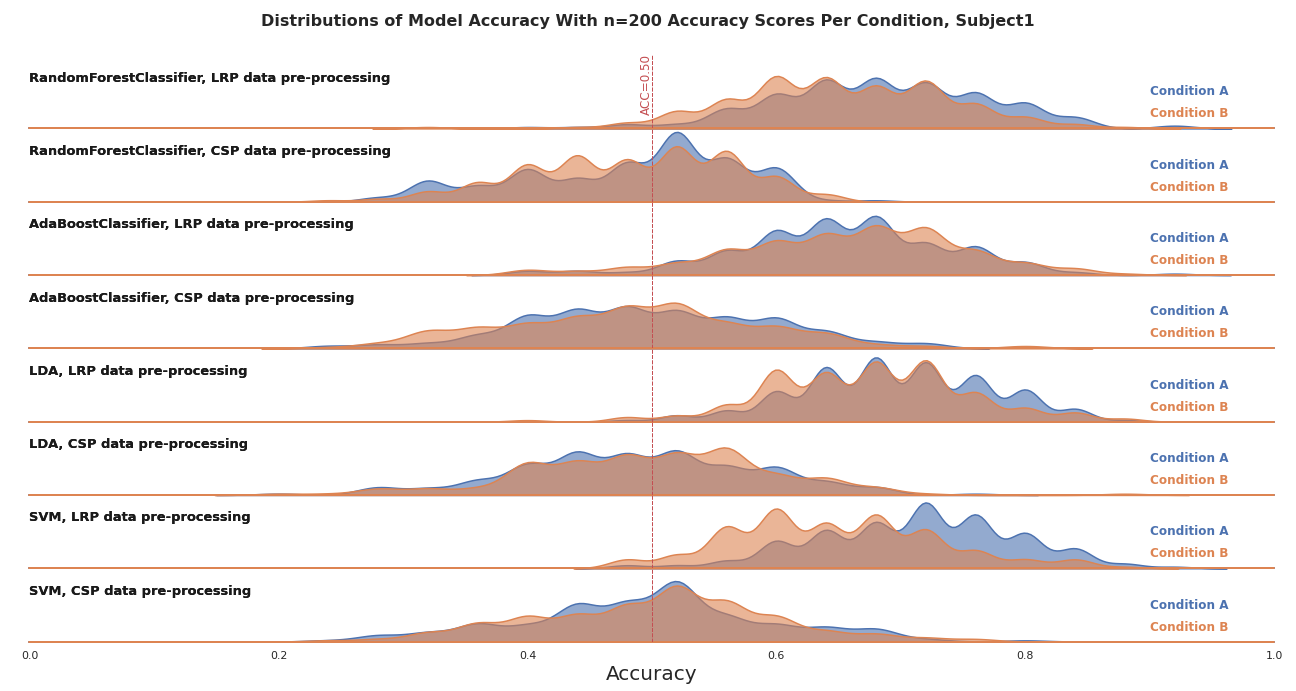 Distributions of Model Accuracy With n=200 Accuracy Scores Per Condition, Subject1
ACC=0.50
RandomForestClassifier, LRP data pre-processing
Condition A
Condition B
RandomForestClassifier, CSP data pre-processing
Condition A
Condition B
AdaBoostClassifier, LRP data pre-processing
Condition A
Condition B
AdaBoostClassifier, CSP data pre-processing
Condition A
Condition B
LDA, LRP data pre-processing
Condition A
Condition B
LDA, CSP data pre-processing
Condition A
Condition B
SVM, LRP data pre-processing
Condition A
Condition B
SVM, CSP data pre-processing
Condition A
Condition B
0.0 0.2 0.4 0.6 0.8 1.0
Accuracy